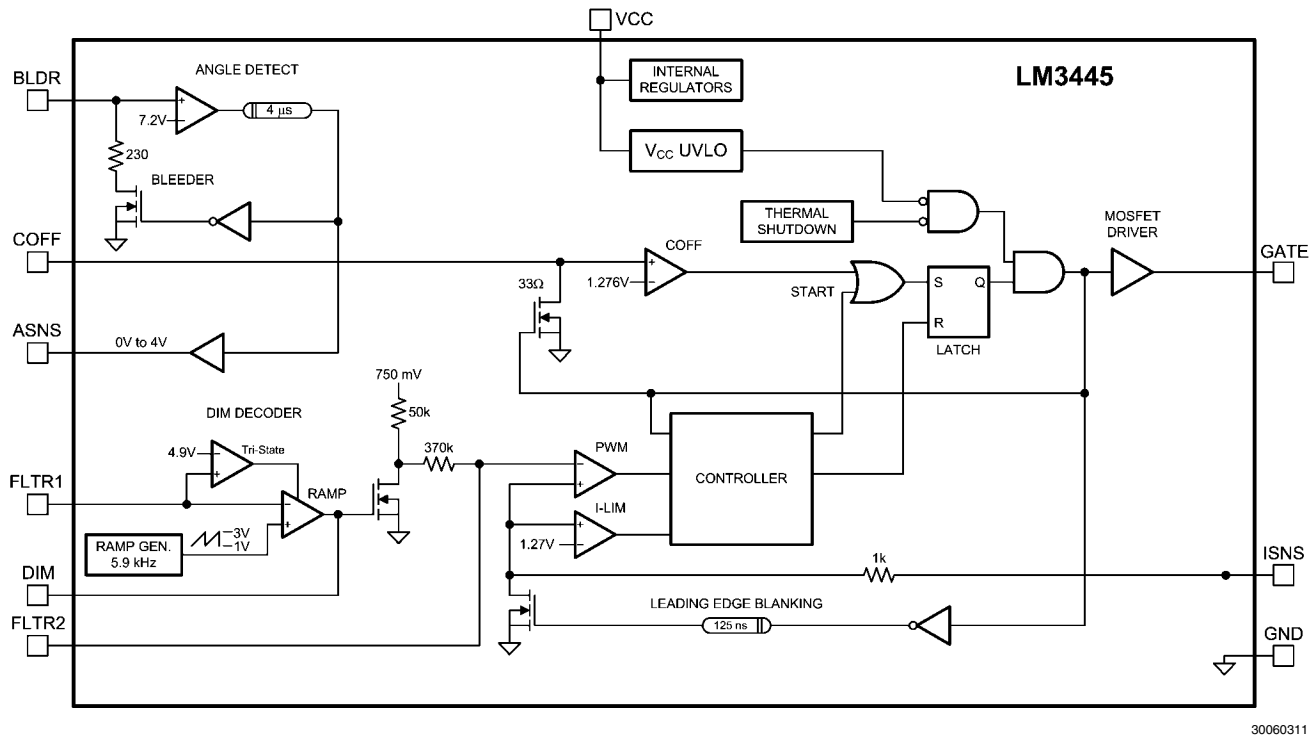 VCC
BLDR
ANGLE DETECT
INTERNAL
REGULATORS
LM3445
+
7.2V
−
4 µs
230
BLEEDER
VCC UVLO
THERMAL
SHUTDOWN
MOSFET
DRIVER
COFF
COFF
+
1.276V
−
GATE
33Ω
START
S
Q
R
LATCH
ASNS
0V to 4V
750 mV
50k
DIM DECODER
370k
4.9V
−
+
Tri-State
PWM
−
+
CONTROLLER
FLTR1
RAMP
−
+
I-LIM
+
1.27V
−
RAMP GEN.
5.9 kHz
3V
1V
1k
ISNS
DIM
LEADING EDGE BLANKING
125 ns
FLTR2
GND
30060311